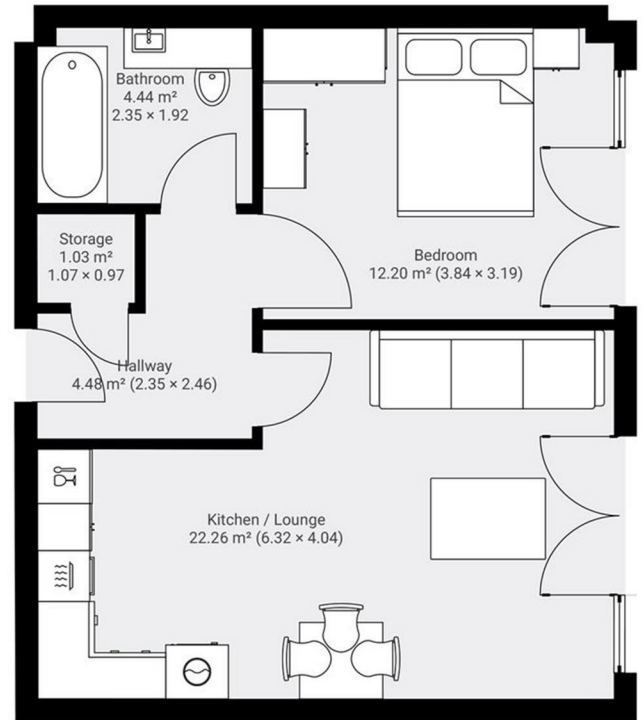 Bathroom
4.44 m²
2.35 × 1.92
Storage
1.03 m²
1.07 × 0.97
Bedroom
12.20 m² (3.84 × 3.19)
Hallway
4.48 m² (2.35 × 2.46)
Kitchen / Lounge
22.26 m² (6.32 × 4.04)